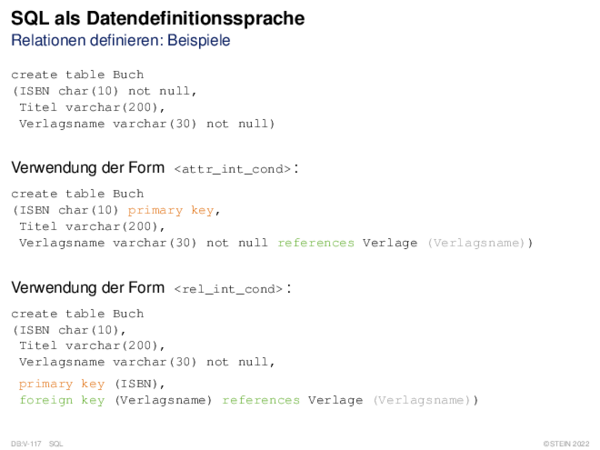 SQL als Datendefinitionssprache
Relationen definieren: Beispiele
create table Buch
(ISBN char(10) not null,
Titel varchar(200),
Verlagsname varchar(30) not null)
Verwendung der Form <attr_int_cond>:
create table Buch
(ISBN char(10) primary key,
Titel varchar(200),
Verlagsname varchar(30) not null references Verlage (Verlagsname))
Verwendung der Form <rel_int_cond>:
create table Buch
(ISBN char(10),
Titel varchar(200),
Verlagsname varchar(30) not null,
primary key (ISBN),
foreign key (Verlagsname) references Verlage (Verlagsname))
DB:V-117 SQL ©STEIN 2022